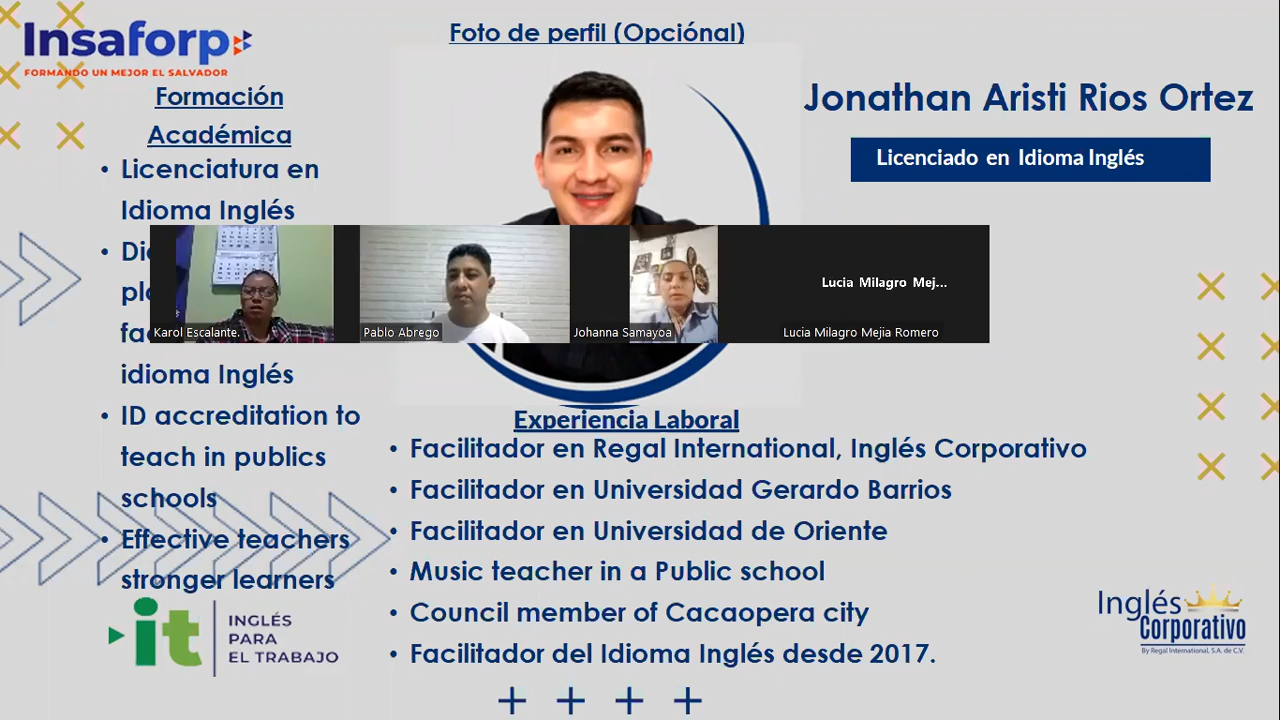 Insaforp
FORMANDO UN MEJOR EL SALVADOR
Foto de perfil (Opciónal)
Jonathan Aristi Rios Ortez
Licenciado en Idioma Inglés
Formación
Académica
• Licenciatura en
Idioma Inglés
•
idioma Inglés
• ID accreditation to
teach in publics
schools
• Effective teachers
stronger learners
Karol Escalante
Pablo Abrego
Johanna Samayoa
Lucia Milagro Mej...
Lucia Milagro Mejia Romero
Experiencia Laboral
• Facilitador en Regal International, Inglés Corporativo
• Facilitador en Universidad Gerardo Barrios
• Facilitador en Universidad de Oriente
• Music teacher in a Public school
• Council member of Cacaopera city
• Facilitador del Idioma Inglés desde 2017.
it
INGLÉS
PARA
EL TRABAJO
Inglés
Corporativo
By Regal International, S.A. de C.V.